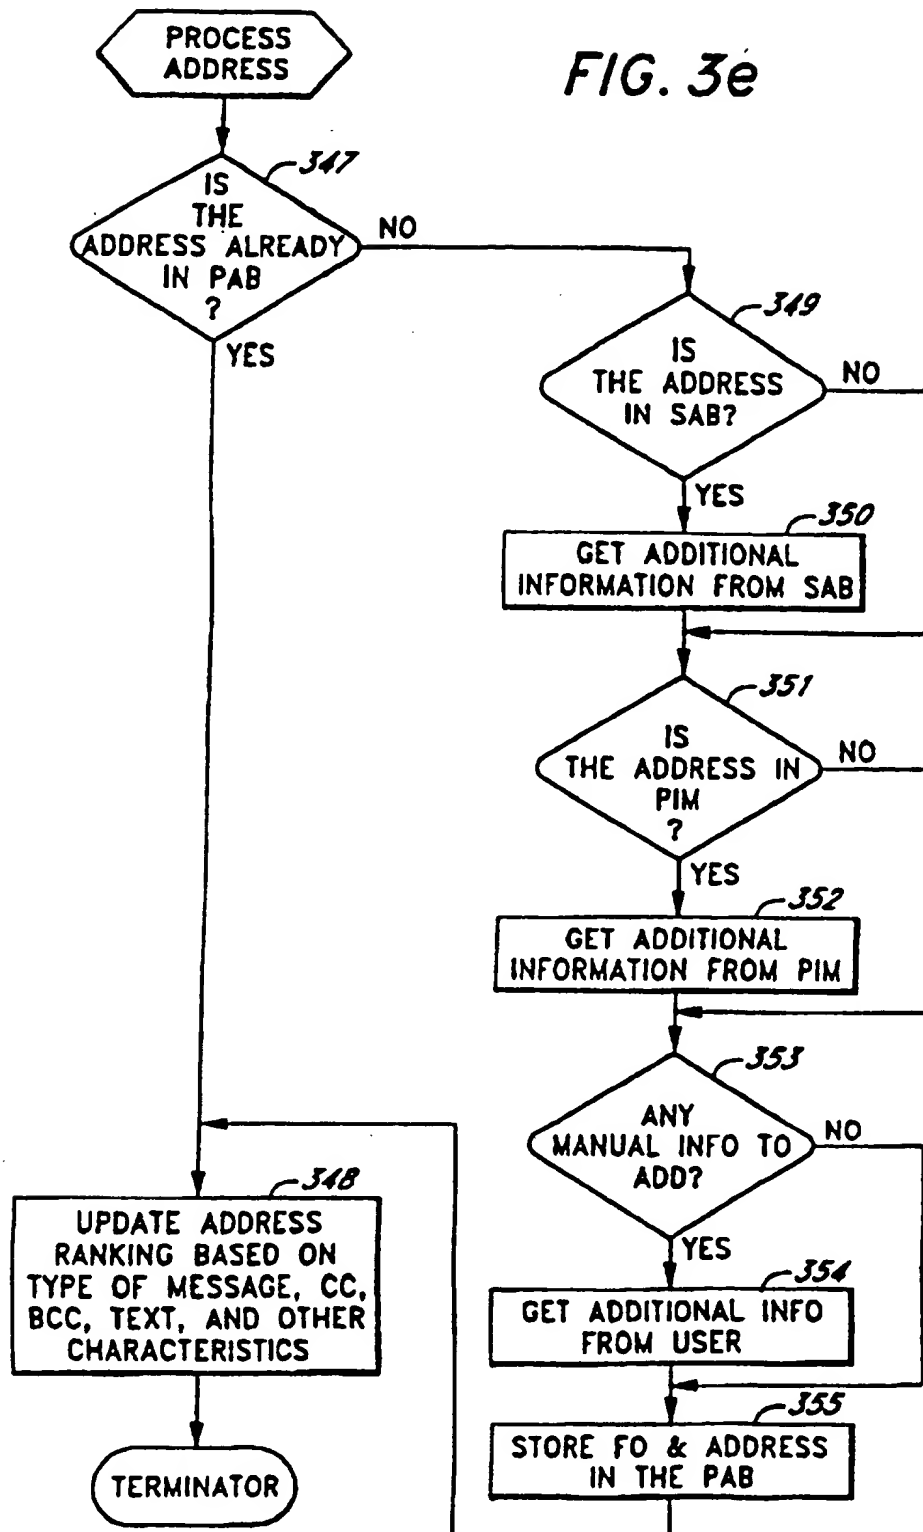 PROCESS
ADDRESS
FIG. 3e
347
IS
THE
ADDRESS ALREADY
IN PAB
?
NO
YES
349
IS
THE ADDRESS
IN SAB?
NO
YES
350
GET ADDITIONAL
INFORMATION FROM SAB
351
IS
THE ADDRESS IN
PIM
?
NO
YES
352
GET ADDITIONAL
INFORMATION FROM PIM
353
ANY
MANUAL INFO TO
ADD?
NO
YES
348
UPDATE ADDRESS
RANKING BASED ON
TYPE OF MESSAGE, CC,
BCC, TEXT, AND OTHER
CHARACTERISTICS
354
GET ADDITIONAL INFO
FROM USER
355
STORE FO & ADDRESS
IN THE PAB
TERMINATOR